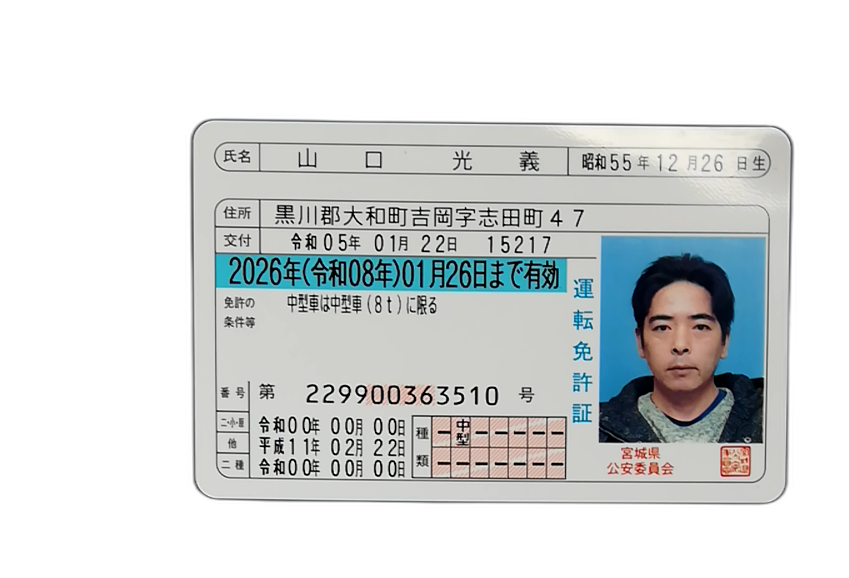 氏名 山口 光義 昭和55年12月26日生
住所 黒川郡大和町吉岡字志田町47
交付 令和05年01月22日 15217
2026年(令和08年)01月26日まで有効
免許の条件等 中型車は中型車(8t)に限る
運転免許証
番号 第 229900363510 号
二・小・原 令和00年00月00日
他 平成11年02月22日
二種 令和00年00月00日
種類 ー 中型 ー ー ー ー ー
ー ー ー ー ー ー ー
宮城県
公安委員会